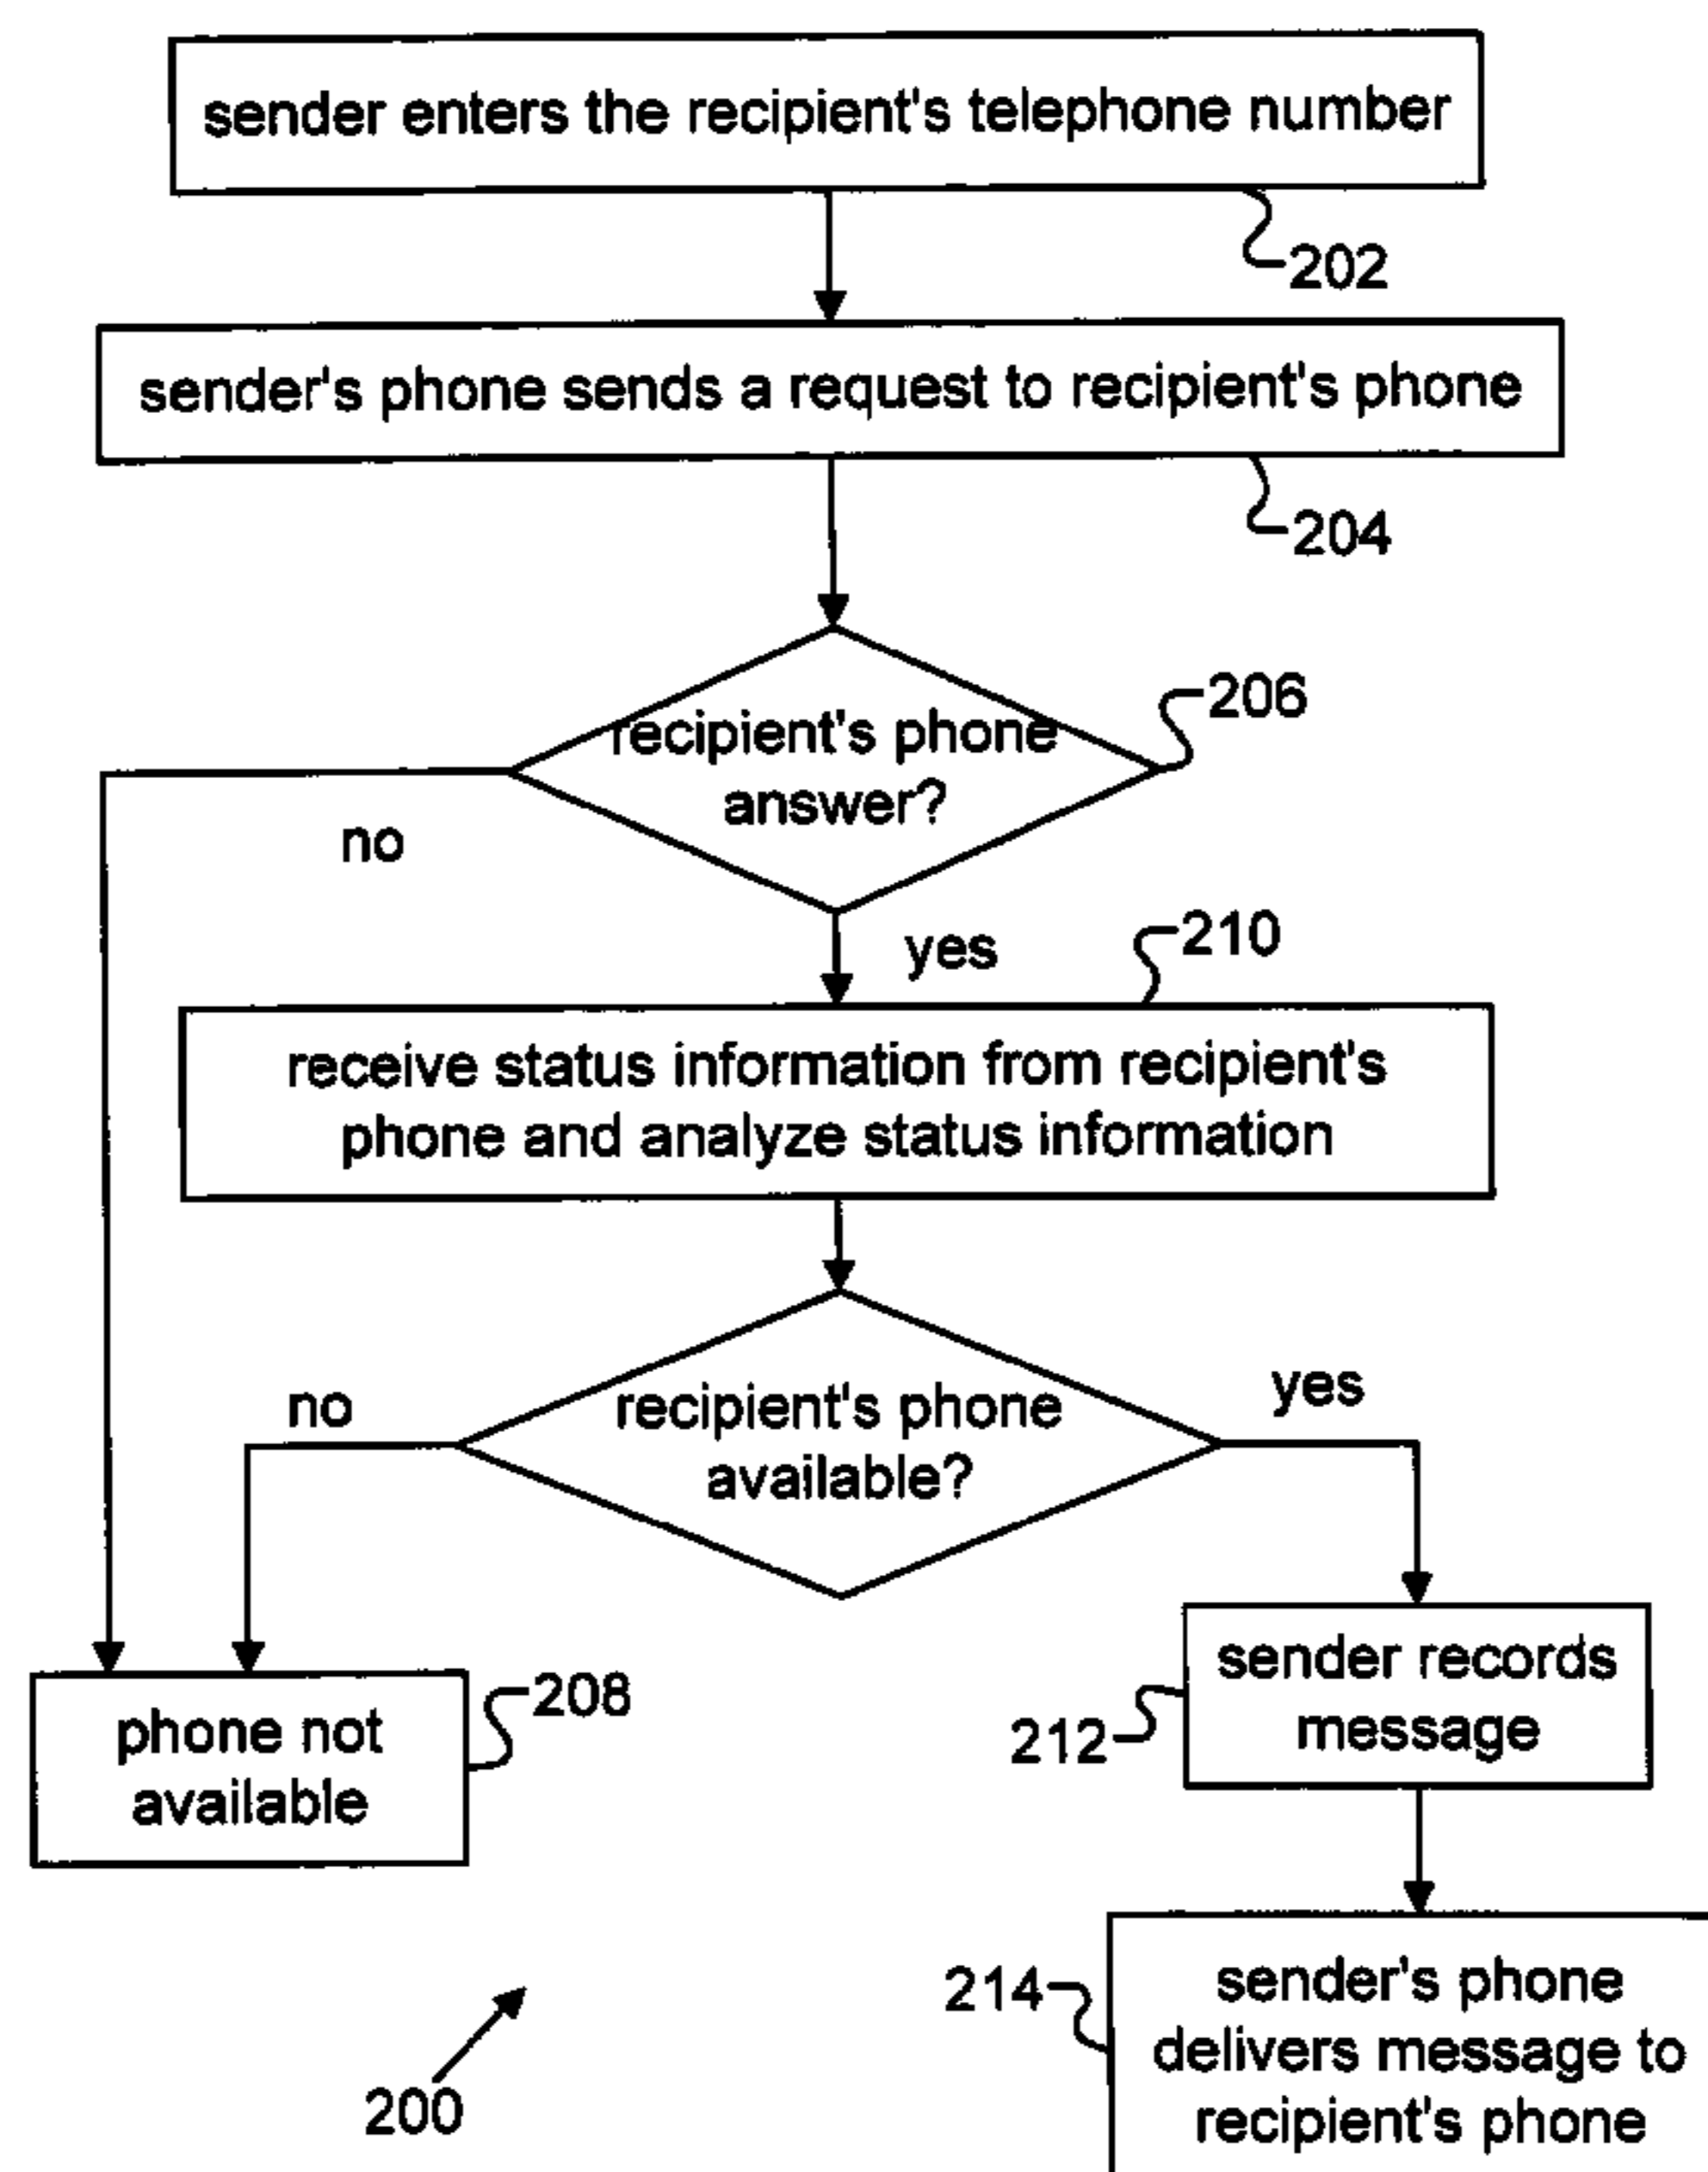 sender enters the recipient's telephone number
202
sender's phone sends a request to recipient's phone
204
recipient's phone
answer?
206
no
yes
210
receive status information from recipient's
phone and analyze status information
recipient's phone
available?
no
yes
sender records
message
212
phone not
available
208
sender's phone
delivers message to
recipient's phone
214
200